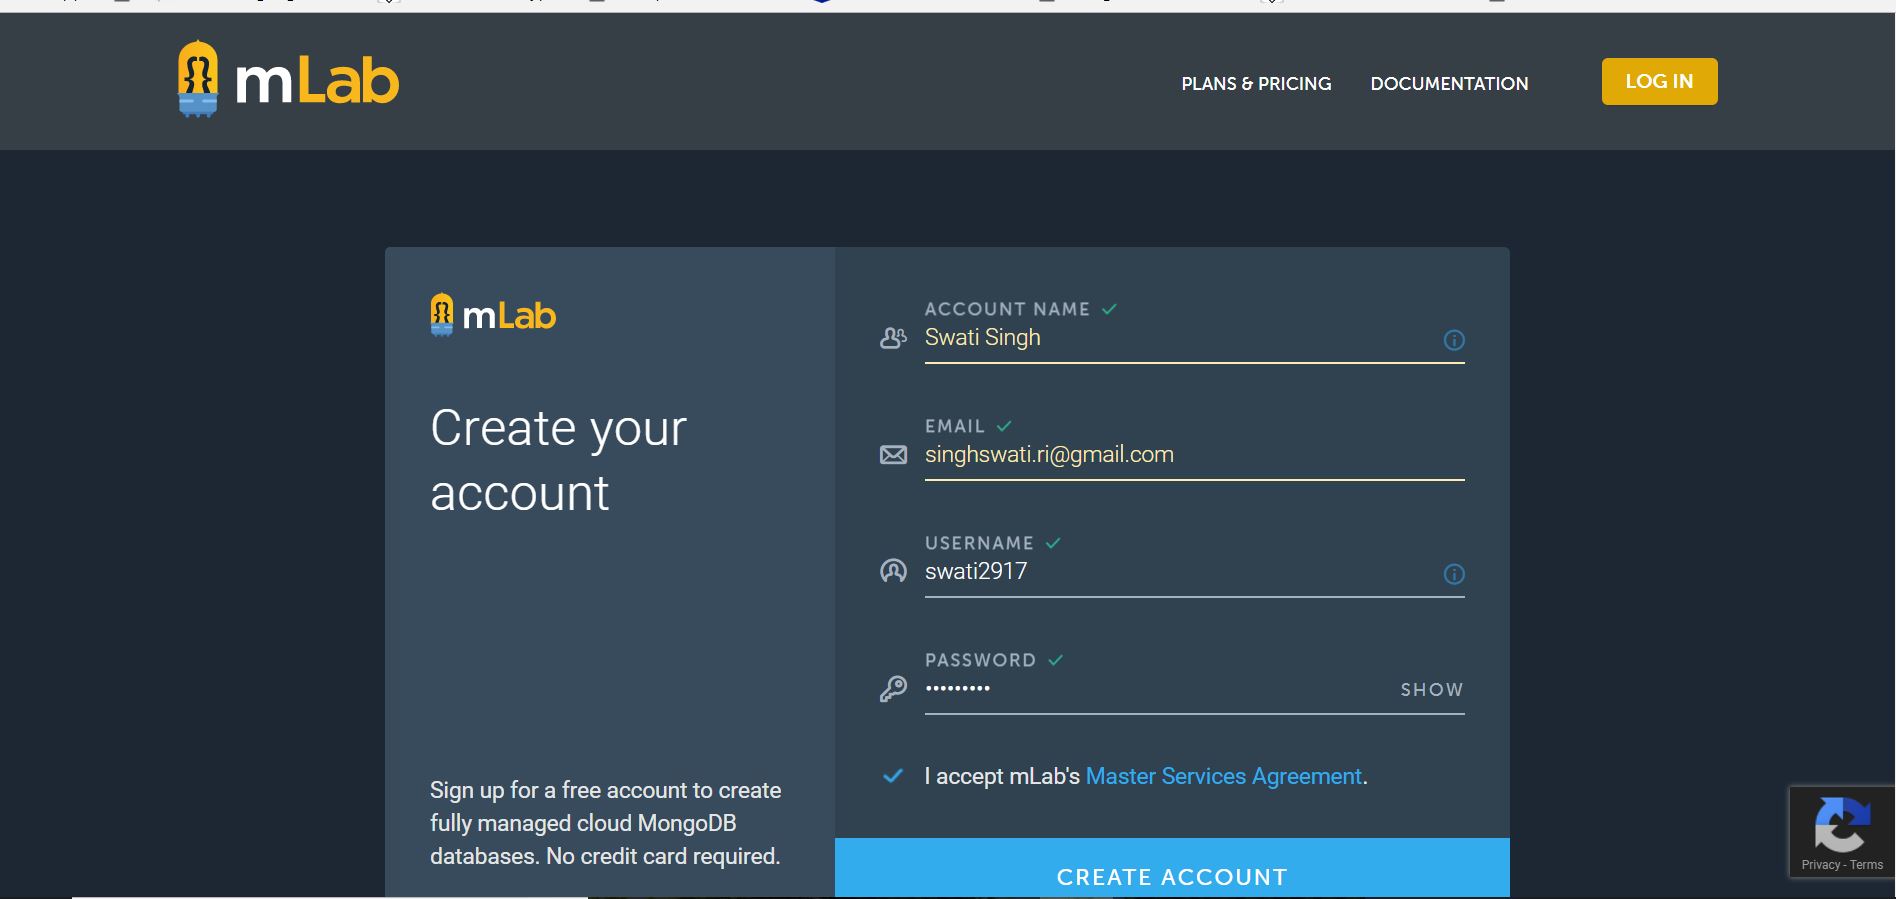 mLab
PLANS & PRICING
DOCUMENTATION
LOG IN
mLab
Create your
account
Sign up for a free account to create
fully managed cloud MongoDB
databases. No credit card required.
ACCOUNT NAME
Swati Singh
EMAIL
singhswati.ri@gmail.com
USERNAME
swati2917
PASSWORD
•••••••••
SHOW
I accept mLab's Master Services Agreement.
CREATE ACCOUNT
Privacy - Terms